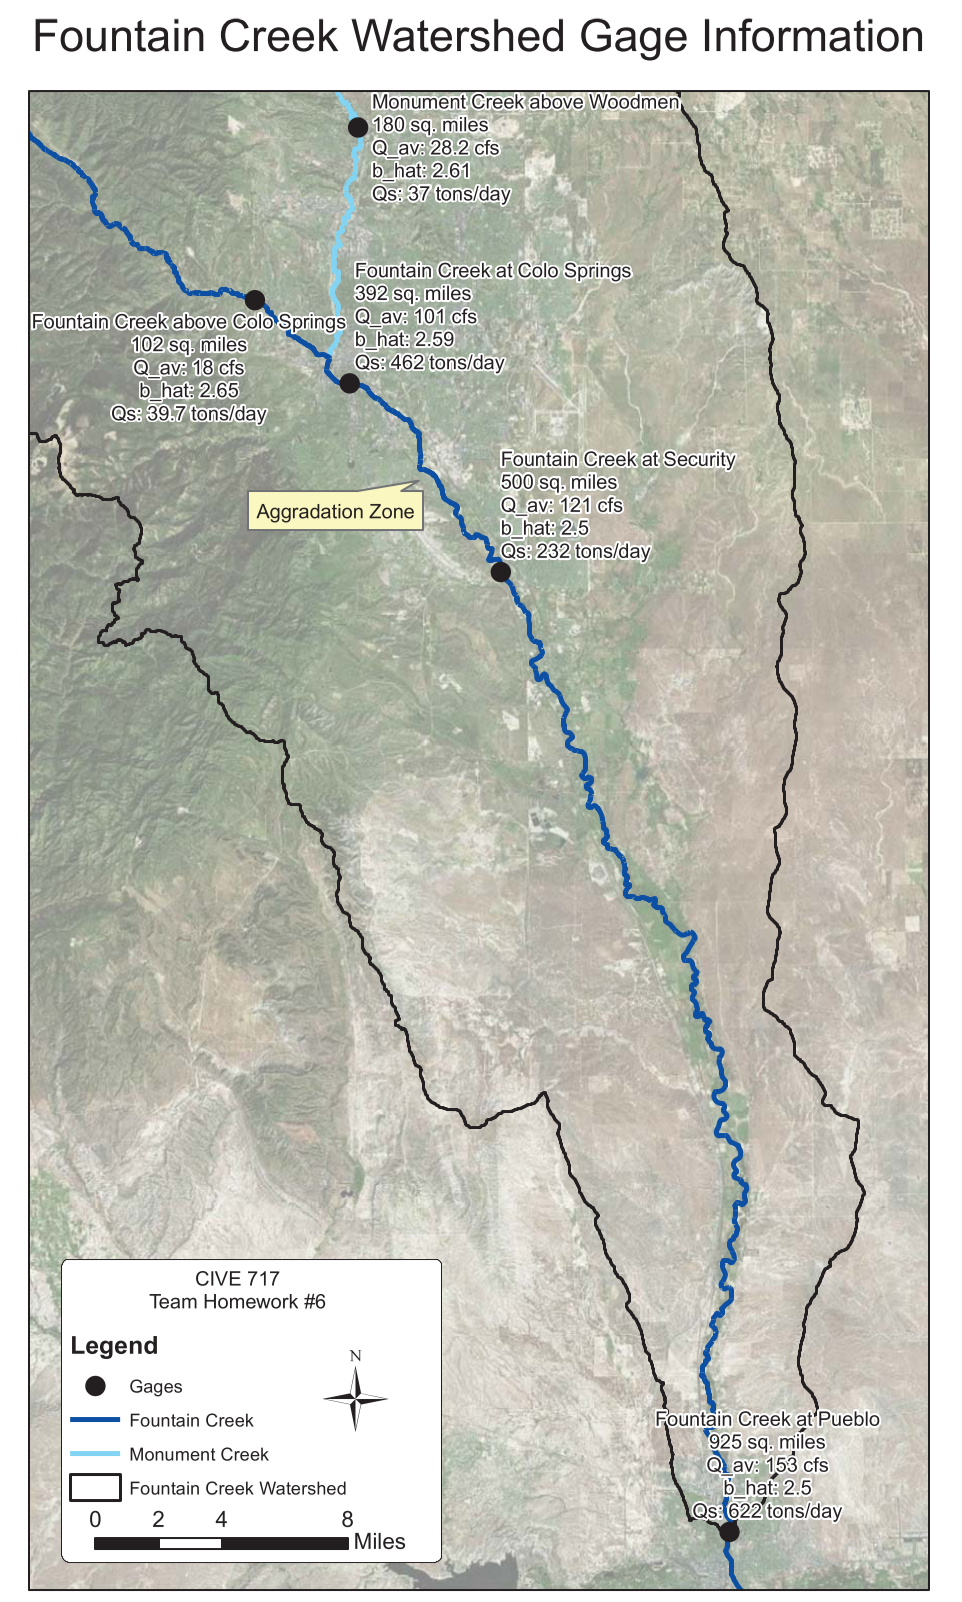 Fountain Creek Watershed Gage Information
Monument Creek above Woodmen
180 sq. miles
Q_av: 28.2 cfs
b_hat: 2.61
Qs: 37 tons/day
Fountain Creek at Colo Springs
392 sq. miles
Q_av: 101 cfs
b_hat: 2.59
Qs: 462 tons/day
Fountain Creek above Colo Springs
102 sq. miles
Q_av: 18 cfs
b_hat: 2.65
Qs: 39.7 tons/day
Fountain Creek at Security
500 sq. miles
Q_av: 121 cfs
b_hat: 2.5
Qs: 232 tons/day
Aggradation Zone
CIVE 717
Team Homework #6
Legend
N
Gages
Fountain Creek
Monument Creek
Fountain Creek Watershed
0 2 4 8
Miles
Fountain Creek at Pueblo
925 sq. miles
Q_av: 153 cfs
b_hat: 2.5
Qs: 622 tons/day